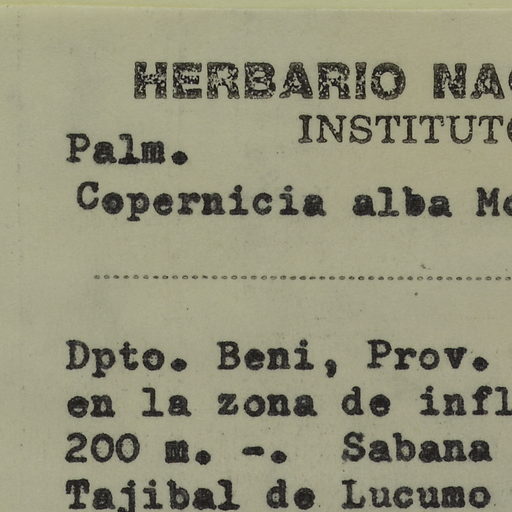 HERBARIO NA
INSTITUTO
Palm.
Copernicia alba Mo
Dpto. Beni, Prov.
en la zona de infl
200 m. -. Sabana
Tajibal de Lucumo